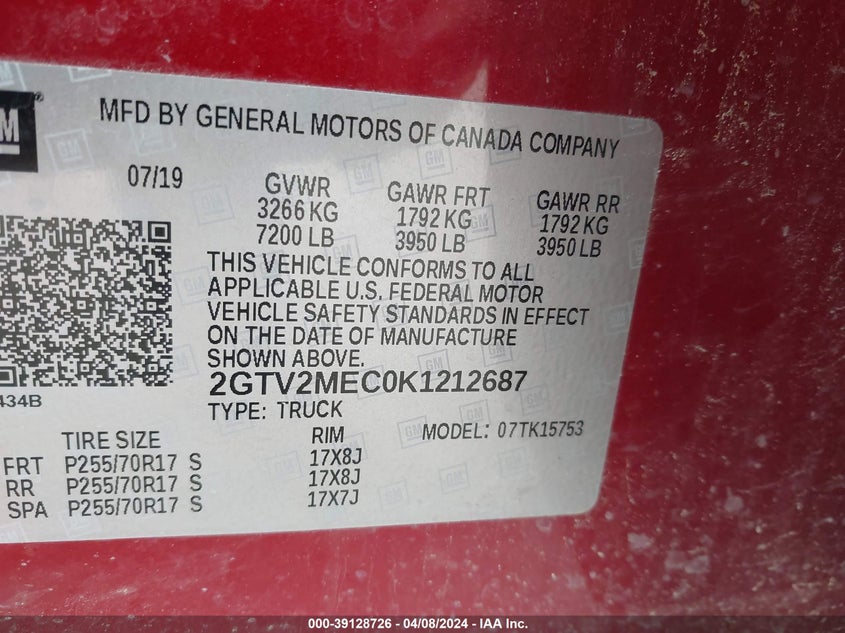 GM
MFD BY GENERAL MOTORS OF CANADA COMPANY
07/19 GVWR GAWR FRT GAWR RR
3266 KG 1792 KG 1792 KG
7200 LB 3950 LB 3950 LB
THIS VEHICLE CONFORMS TO ALL
APPLICABLE U.S. FEDERAL MOTOR
VEHICLE SAFETY STANDARDS IN EFFECT
ON THE DATE OF MANUFACTURE
SHOWN ABOVE.
2GTV2MEC0K1212687
434B
TYPE: TRUCK MODEL: 07TK15753
TIRE SIZE RIM
FRT P255/70R17 S 17X8J
RR P255/70R17 S 17X8J
SPA P255/70R17 S 17X7J
000-39128726 - 04/08/2024 - IAA Inc.